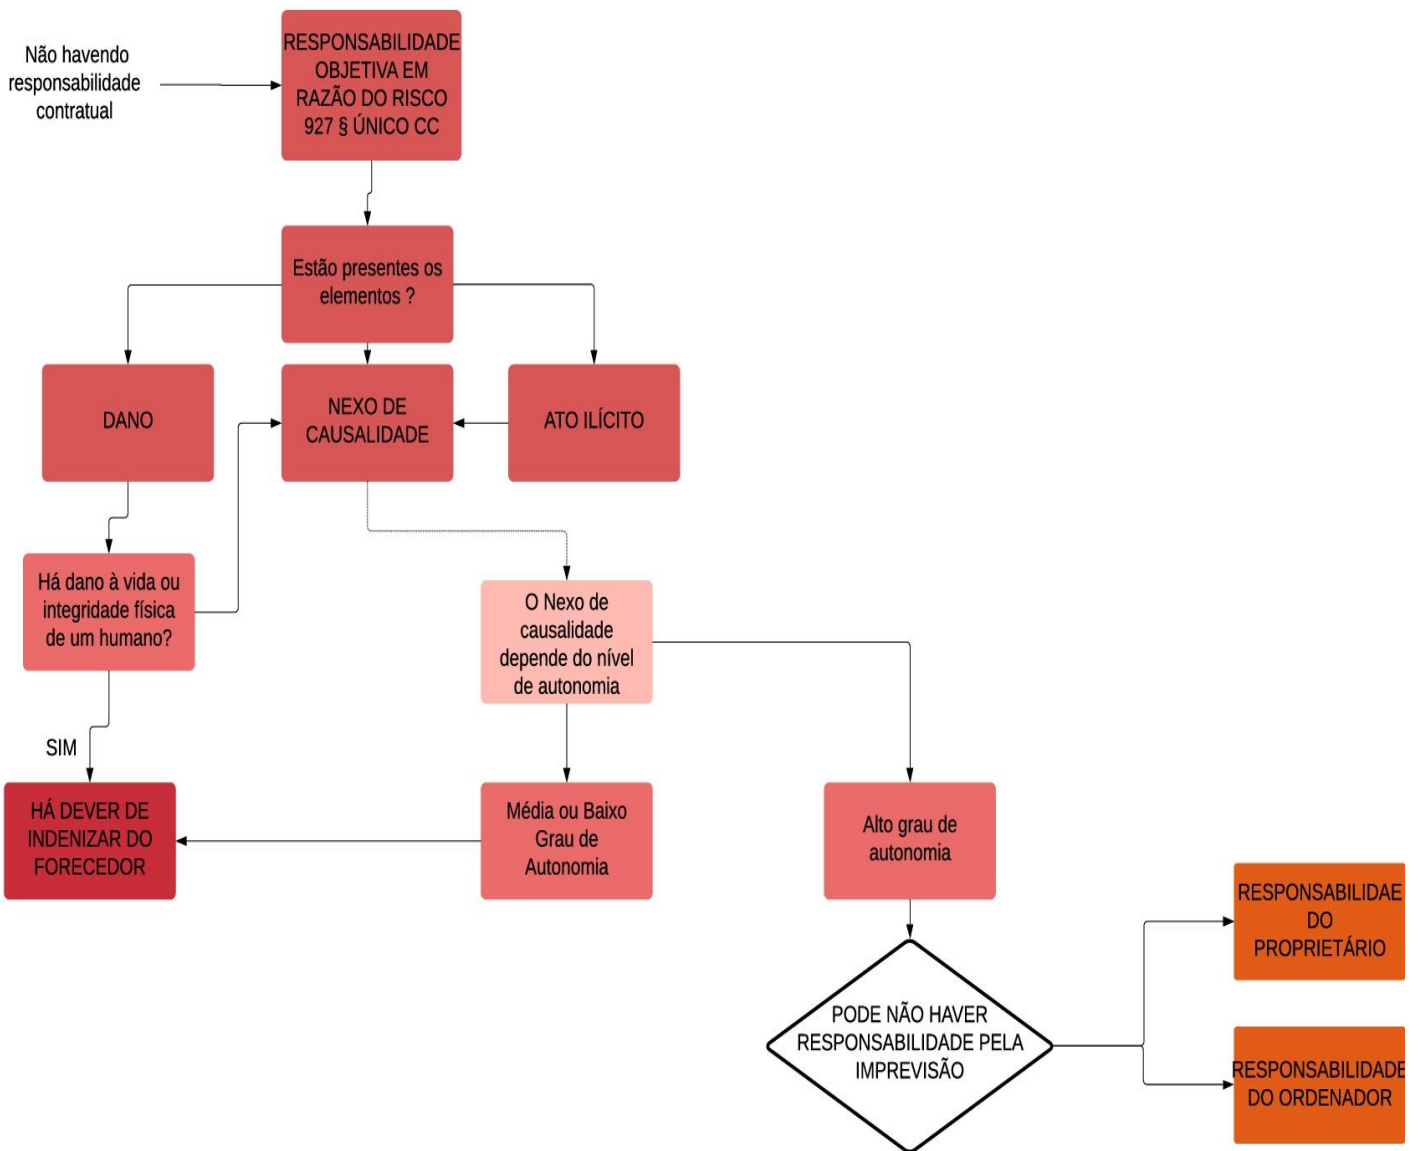 Não havendo
responsabilidade
contratual
RESPONSABILIDADE
OBJETIVA EM
RAZÃO DO RISCO
927 § ÚNICO CC
Estão presentes os
elementos ?
DANO
NEXO DE
CAUSALIDADE
ATO ILÍCITO
Há dano à vida ou
integridade física
de um humano?
O Nexo de
causalidade
depende do nível
de autonomia
SIM
HÁ DEVER DE
INDENIZAR DO
FORECEDOR
Média ou Baixo
Grau de
Autonomia
Alto grau de
autonomia
RESPONSABILIDAE
DO
PROPRIETÁRIO
PODE NÃO HAVER
RESPONSABILIDADE PELA
IMPREVISÃO
RESPONSABILIDADE
DO ORDENADOR